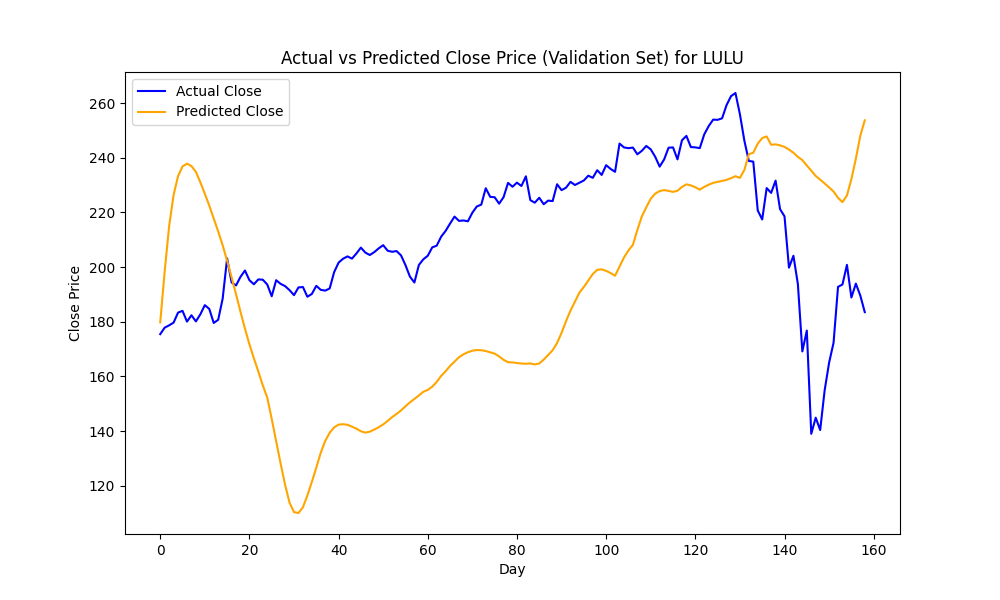 Actual vs Predicted Close Price (Validation Set) for LULU
Actual Close
Predicted Close
Close Price
260
240
220
200
180
160
140
120
0 20 40 60 80 100 120 140 160
Day